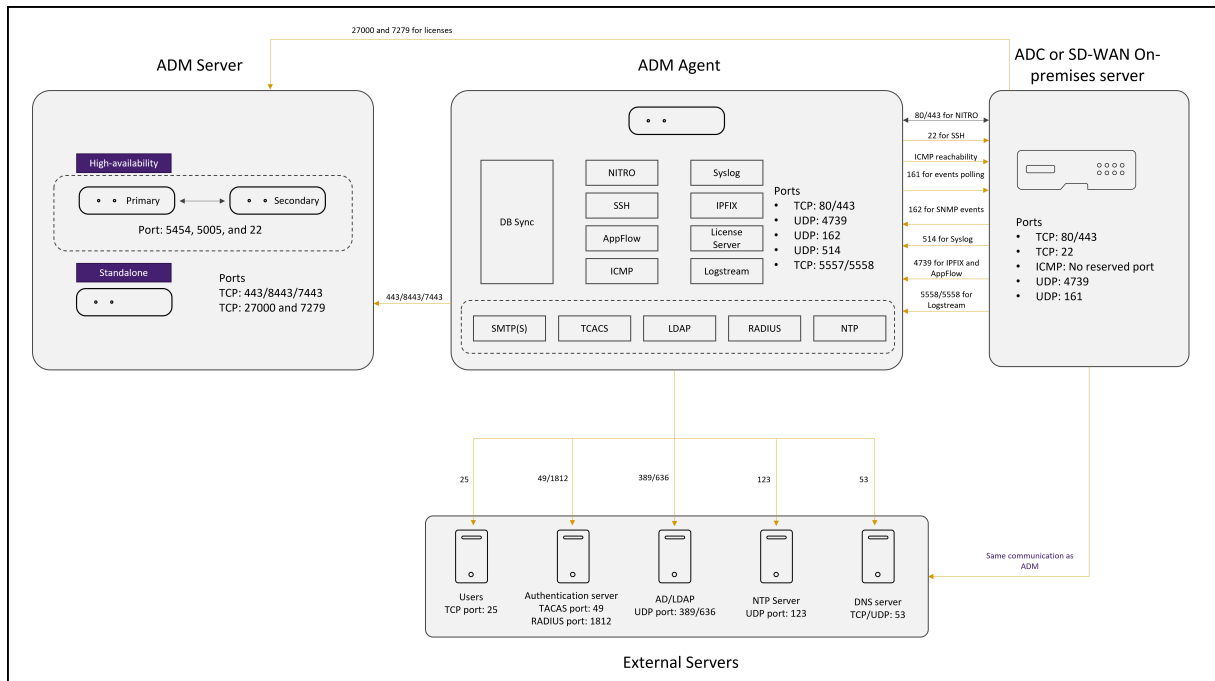 27000 and 7279 for licenses
ADM Server
ADM Agent
ADC or SD-WAN On-
premises server
High-availability
Primary
Secondary
Port: 5454, 5005, and 22
Standalone
Ports
TCP: 443/8443/7443
TCP: 27000 and 7279
443/8443/7443
DB Sync
NITRO
Syslog
SSH
IPFIX
AppFlow
License
Server
ICMP
Logstream
Ports
• TCP: 80/443
• UDP: 4739
• UDP: 162
• UDP: 514
• TCP: 5557/5558
SMTP(S)
TCACS
LDAP
RADIUS
NTP
80/443 for NITRO
22 for SSH
ICMP reachability
161 for events polling
162 for SNMP events
514 for Syslog
4739 for IPFIX and
AppFlow
5558/5558 for
Logstream
Ports
• TCP: 80/443
• TCP: 22
• ICMP: No reserved port
• UDP: 4739
• UDP: 161
25
49/1812
389/636
123
53
Users
TCP port: 25
Authentication server
TACAS port: 49
RADIUS port: 1812
AD/LDAP
UDP port: 389/636
NTP Server
UDP port: 123
DNS server
TCP/UDP: 53
Same communication as
ADM
External Servers